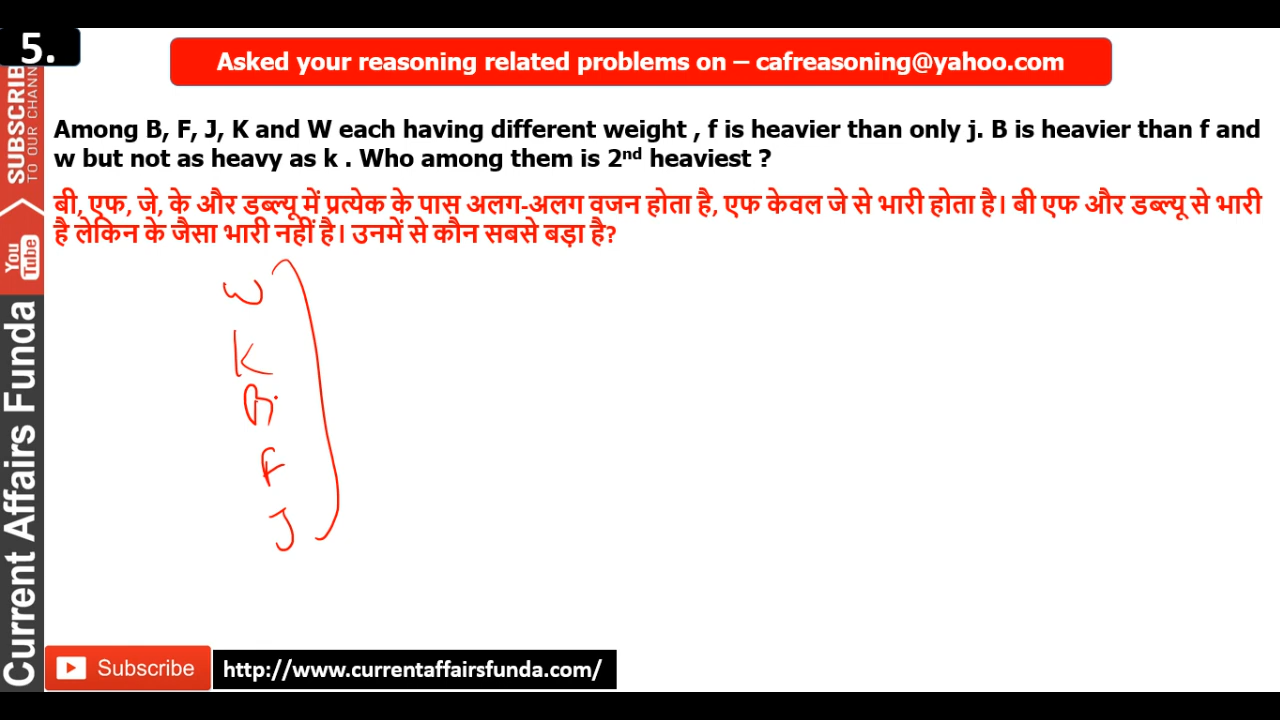 5.
Asked your reasoning related problems on – cafreasoning@yahoo.com
SUBSCRIBE
TO OUR CHANN
You
Tube
Current Affairs Funda
Among B, F, J, K and W each having different weight , f is heavier than only j. B is heavier than f and
w but not as heavy as k . Who among them is 2nd heaviest ?
बी, एफ, जे, के और डब्ल्यू में प्रत्येक के पास अलग-अलग वजन होता है, एफ केवल जे से भारी होता है। बी एफ और डब्ल्यू से भारी
है लेकिन के जैसा भारी नहीं है। उनमें से कौन सबसे बड़ा है?
W
K
B
F
J
Subscribe
http://www.currentaffairsfunda.com/